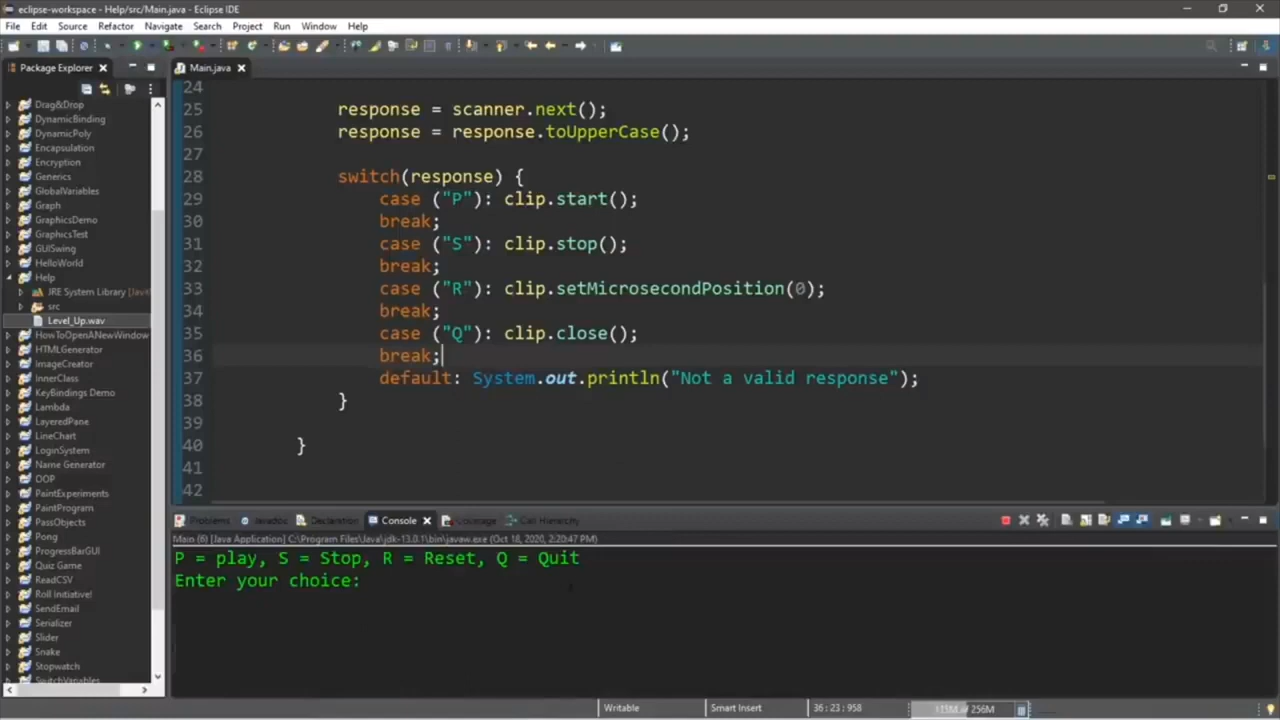 eclipse-workspace - Help/src/Main.java - Eclipse IDE
File Edit Source Refactor Navigate Search Project Run Window Help
Package Explorer
Main.java
Drag&Drop
DynamicBinding
DynamicPoly
Encapsulation
Encryption
Generics
GlobalVariables
Graph
GraphicsDemo
GraphicsTest
GUISwing
HelloWorld
Help
JRE System Library [Java
src
Level_Up.wav
HowToOpenANewWindow
HTMLGenerator
ImageCreator
InnerClass
KeyBindings Demo
Lambda
LayeredPane
LineChart
LoginSystem
Name Generator
OOP
PaintExperiments
PaintProgram
PassObjects
Pong
ProgressBarGUI
Quiz Game
ReadCSV
Roll Initiative!
SendEmail
Serializer
Slider
Snake
Stopwatch
SwitchVariables
24
25 response = scanner.next();
26 response = response.toUpperCase();
27
28 switch(response) {
29 case ("P"): clip.start();
30 break;
31 case ("S"): clip.stop();
32 break;
33 case ("R"): clip.setMicrosecondPosition(0);
34 break;
35 case ("Q"): clip.close();
36 break;
37 default: System.out.println("Not a valid response");
38 }
39
40 }
41
42
Problems Javadoc Declaration Console Coverage Call Hierarchy
Main (6) [Java Application] C:\Program Files\Java\jdk-13.0.1\bin\javaw.exe (Oct 18, 2020, 2:20:47 PM)
P = play, S = Stop, R = Reset, Q = Quit
Enter your choice:
Writable Smart Insert 36 : 23 : 958 of 256M